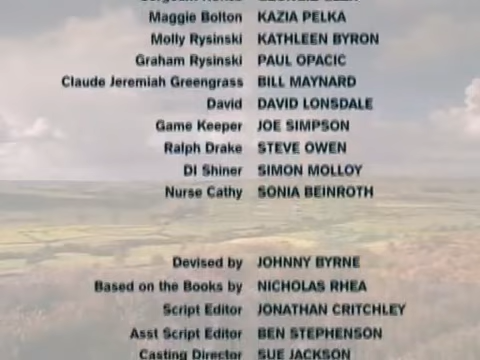 Maggie Bolton KAZIA PELKA
Molly Rysinski KATHLEEN BYRON
Graham Rysinski PAUL OPACIC
Claude Jeremiah Greengrass BILL MAYNARD
David DAVID LONSDALE
Game Keeper JOE SIMPSON
Ralph Drake STEVE OWEN
DI Shiner SIMON MOLLOY
Nurse Cathy SONIA BEINROTH
Devised by JOHNNY BYRNE
Based on the Books by NICHOLAS RHEA
Script Editor JONATHAN CRITCHLEY
Asst Script Editor BEN STEPHENSON
Casting Director SUE JACKSON